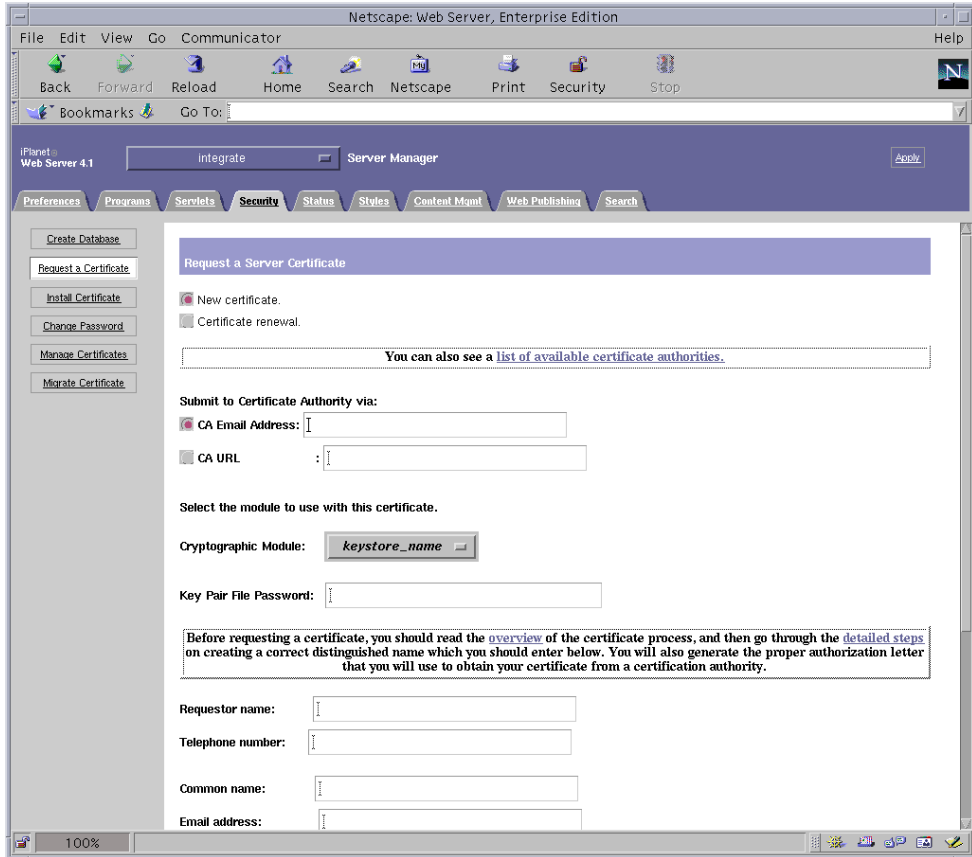 Netscape: Web Server, Enterprise Edition
File Edit View Go Communicator Help
My
Back Forward Reload Home Search Netscape Print Security Stop
N
Bookmarks Go To:
iPlanet
Web Server 4.1
integrate
Server Manager
Apply
Preferences Programs Servlets Security Status Styles Content Mgmt Web Publishing Search
Create Database
Request a Certificate
Install Certificate
Change Password
Manage Certificates
Migrate Certificate
Request a Server Certificate
New certificate.
Certificate renewal.
You can also see a list of available certificate authorities.
Submit to Certificate Authority via:
CA Email Address:
CA URL :
Select the module to use with this certificate.
Cryptographic Module: keystore_name
Key Pair File Password:
Before requesting a certificate, you should read the overview of the certificate process, and then go through the detailed steps
on creating a correct distinguished name which you should enter below. You will also generate the proper authorization letter
that you will use to obtain your certificate from a certification authority.
Requestor name:
Telephone number:
Common name:
Email address:
100%